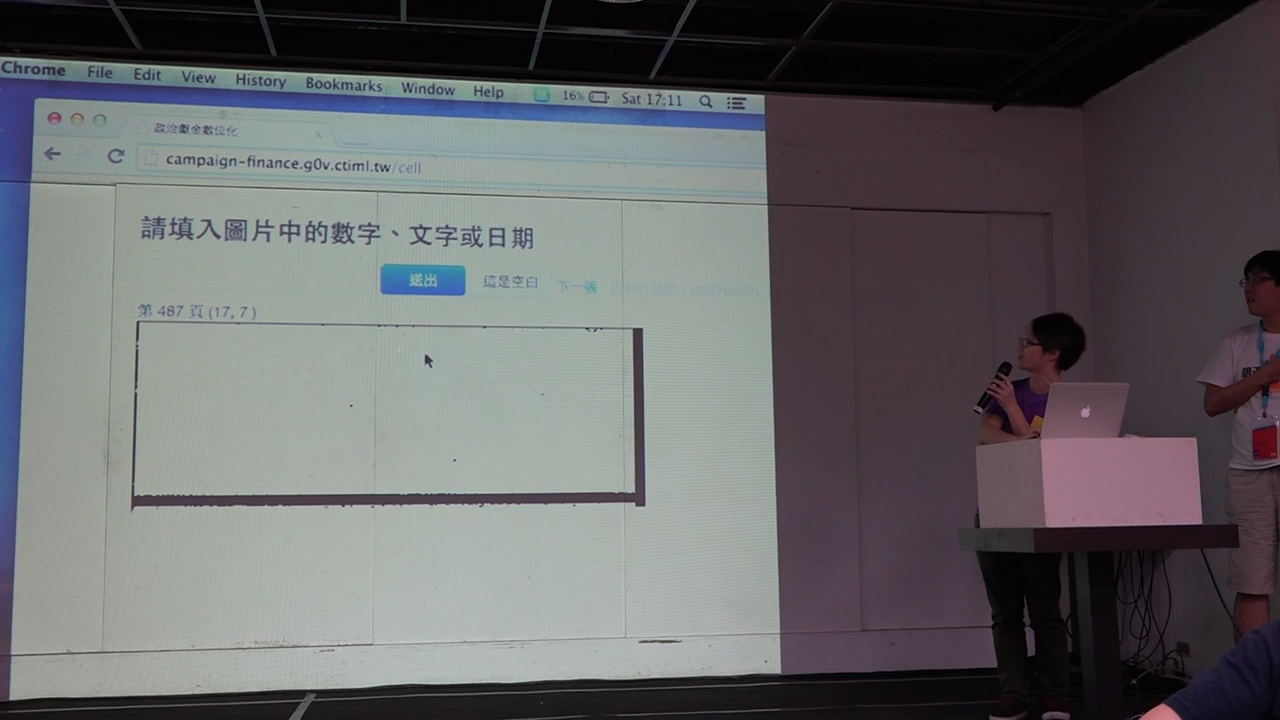 Chrome File Edit View History Bookmarks Window Help 16% Sat 17:11
政治獻金數位化
campaign-finance.g0v.ctiml.tw/cell
請填入圖片中的數字、文字或日期
送出 這是空白 下一張
第 487 頁 (17, 7 )